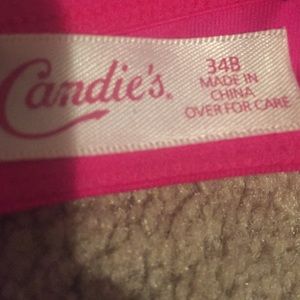 Candie's.
34B
MADE IN
CHINA
OVER FOR CARE